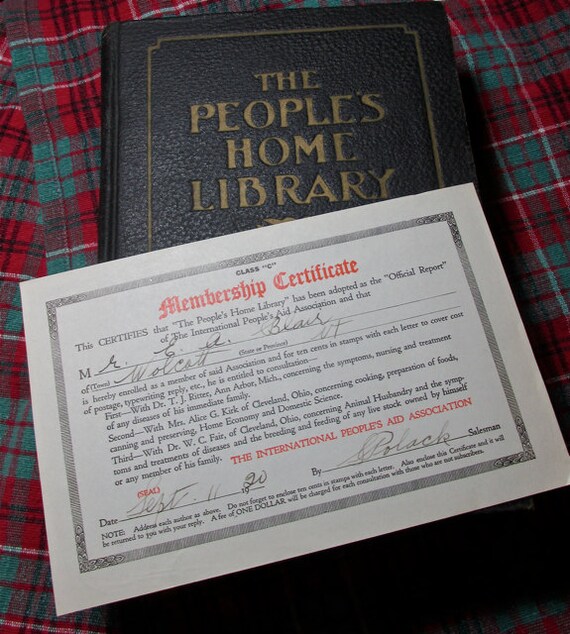 THE
PEOPLE'S
HOME
LIBRARY
CLASS "C"
Membership Certificate
This CERTIFIES that "The People's Home Library" has been adopted as the "Official Report"
of The International People's Aid Association and that
Mr. E. A. Blair
of (Town) Wolcott (State or Province) Vt
is hereby enrolled as a member of said Association and for ten cents in stamps with each letter to cover cost
of postage, typewriting reply, etc., he is entitled to consultation—
First—With Dr. T. J. Ritter, Ann Arbor, Mich., concerning the symptoms, nursing and treatment
of any diseases of his immediate family.
Second—With Mrs. Alice G. Kirk of Cleveland, Ohio, concerning cooking, preparation of foods,
canning and preserving, Home Economy and Domestic Science.
Third—With Dr. W. C. Fair, of Cleveland, Ohio, concerning Animal Husbandry and the symp-
toms and treatments of diseases and the breeding and feeding of any live stock owned by himself
or any member of his family. THE INTERNATIONAL PEOPLE'S AID ASSOCIATION
(SEAL)
Date Sept. 11 1920 By Polack Salesman
NOTE: Address each author as above. Do not forget to enclose ten cents in stamps with each letter. Also enclose this Certificate and it will
be returned to you with your reply. A fee of ONE DOLLAR will be charged for each consultation with those who are not subscribers.